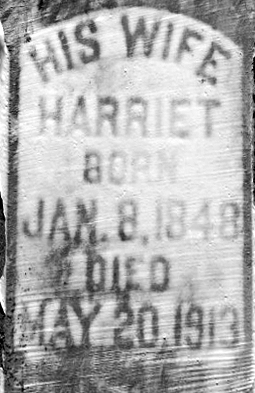 HIS WIFE
HARRIET
BORN
JAN. 8, 1848
DIED
MAY 20, 1913